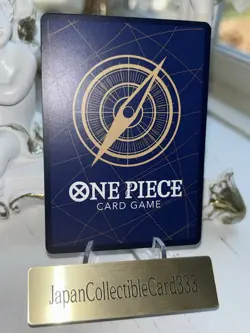 ONE PIECE
CARD GAME
JapanCollectibleCard333